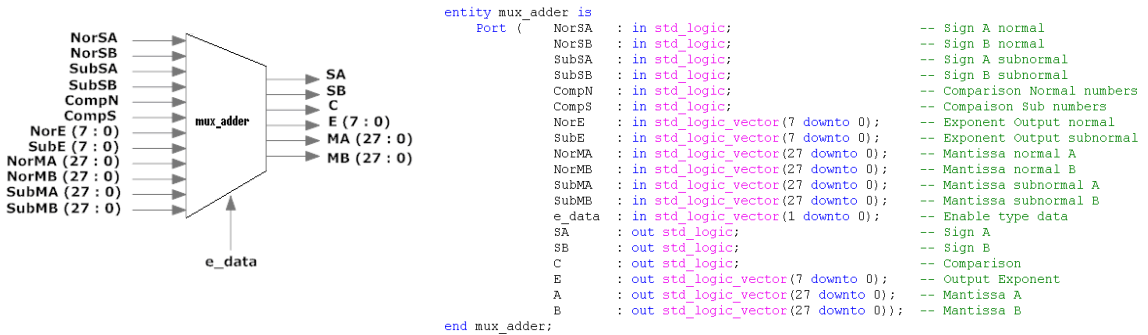 NorSA
NorSB
SubSA
SubSB
CompN
CompS
NorE (7 : 0)
SubE (7 : 0)
NorMA (27 : 0)
NorMB (27 : 0)
SubMA (27 : 0)
SubMB (27 : 0)
mux_adder
SA
SB
C
E (7 : 0)
MA (27 : 0)
MB (27 : 0)
e_data
entity mux_adder is
Port ( NorSA : in std_logic; -- Sign A normal
NorSB : in std_logic; -- Sign B normal
SubSA : in std_logic; -- Sign A subnormal
SubSB : in std_logic; -- Sign B subnormal
CompN : in std_logic; -- Comparison Normal numbers
CompS : in std_logic; -- Compaison Sub numbers
NorE : in std_logic_vector(7 downto 0); -- Exponent Output normal
SubE : in std_logic_vector(7 downto 0); -- Exponent Output subnormal
NorMA : in std_logic_vector(27 downto 0); -- Mantissa normal A
NorMB : in std_logic_vector(27 downto 0); -- Mantissa normal B
SubMA : in std_logic_vector(27 downto 0); -- Mantissa subnormal A
SubMB : in std_logic_vector(27 downto 0); -- Mantissa subnormal B
e_data : in std_logic_vector(1 downto 0); -- Enable type data
SA : out std_logic; -- Sign A
SB : out std_logic; -- Sign B
C : out std_logic; -- Comparison
E : out std_logic_vector(7 downto 0); -- Output Exponent
A : out std_logic_vector(27 downto 0); -- Mantissa A
B : out std_logic_vector(27 downto 0)); -- Mantissa B
end mux_adder;